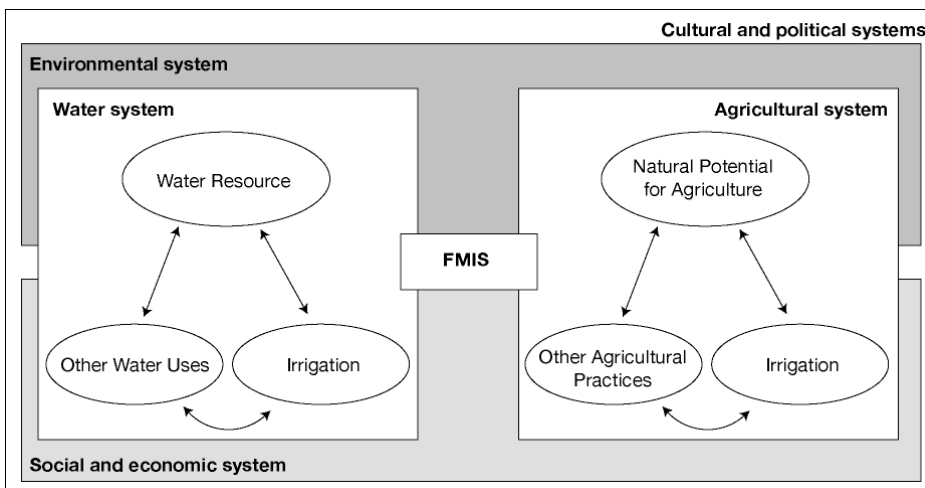 Cultural and political systems
Environmental system
Water system
Agricultural system
Water Resource
Natural Potential
for Agriculture
FMIS
Other Water Uses
Irrigation
Other Agricultural
Practices
Irrigation
Social and economic system